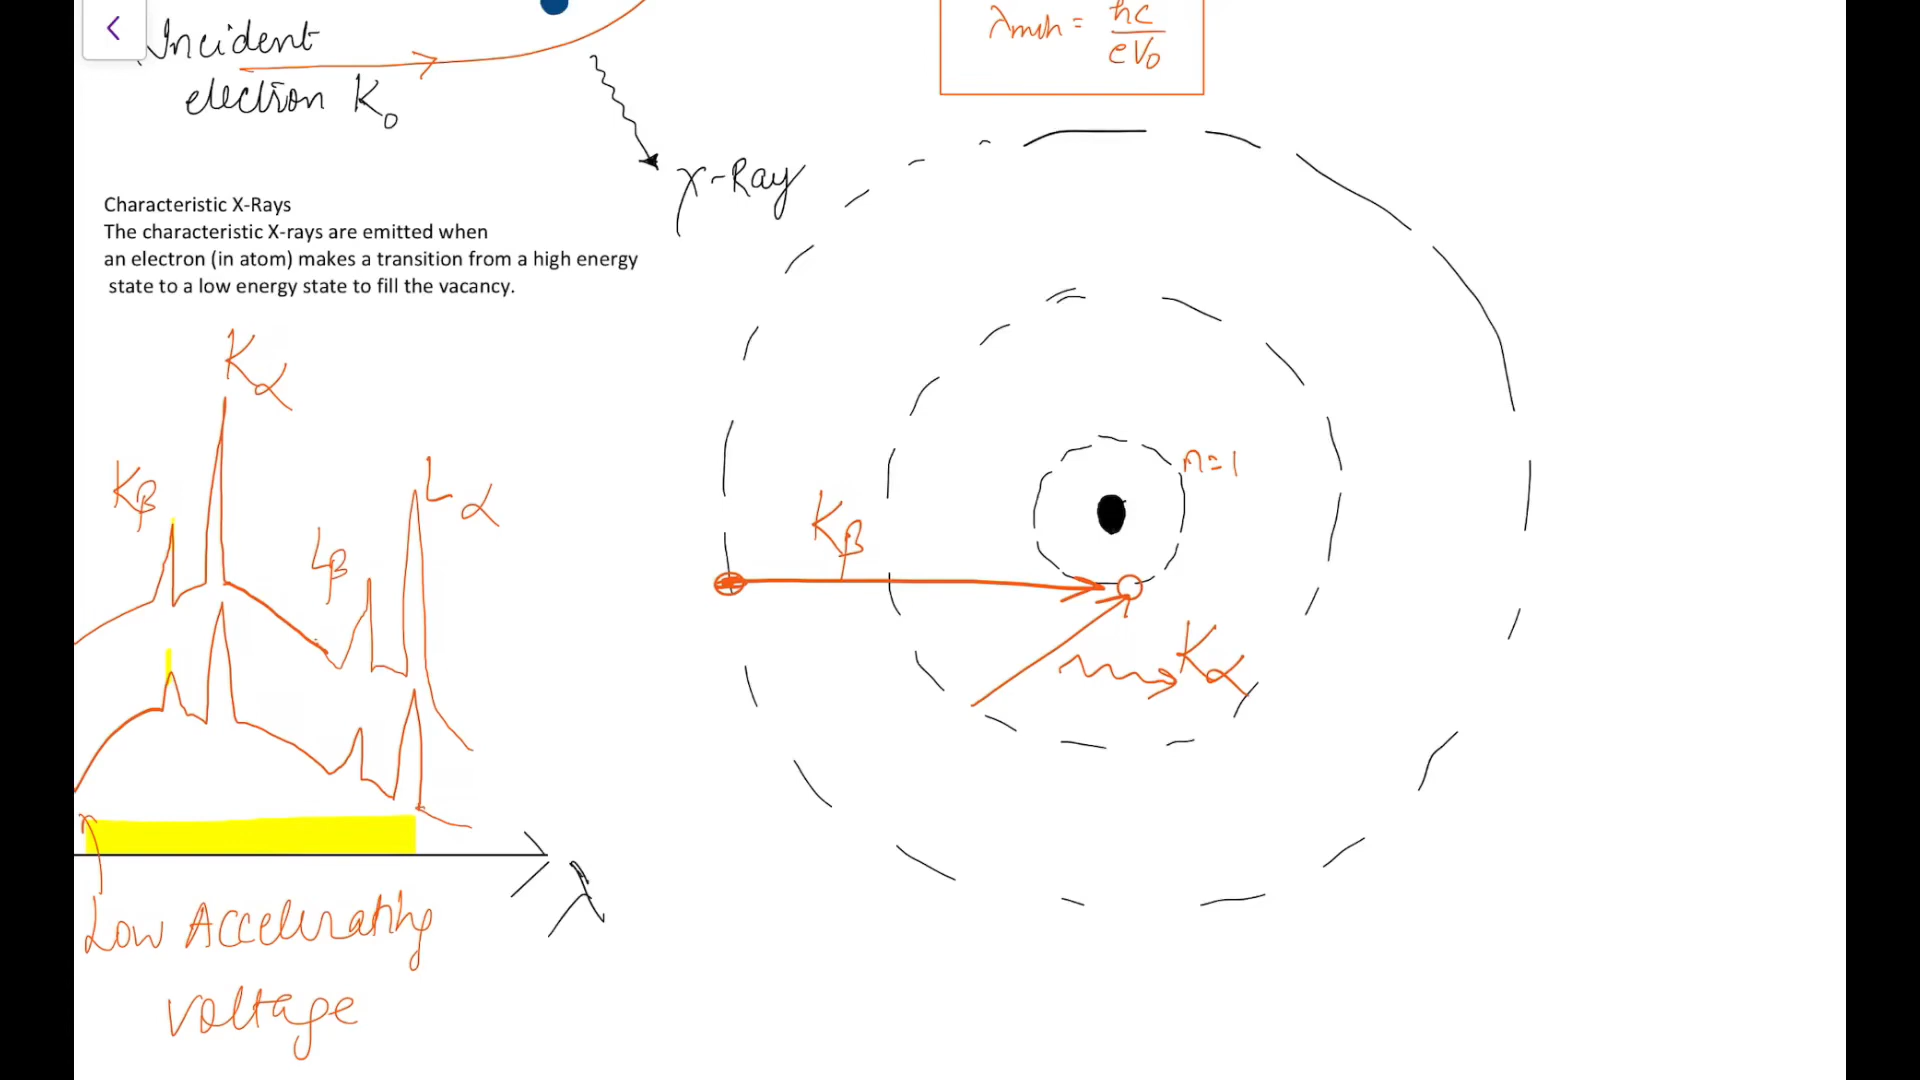 Incident
electron K₀
λmin = hc
eV₀
X-Ray
Characteristic X-Rays
The characteristic X-rays are emitted when
an electron (in atom) makes a transition from a high energy
state to a low energy state to fill the vacancy.
Kα
Kβ
Lα
Lβ
n=1
Kβ
Kα
λ
Low Accelerating
Voltage